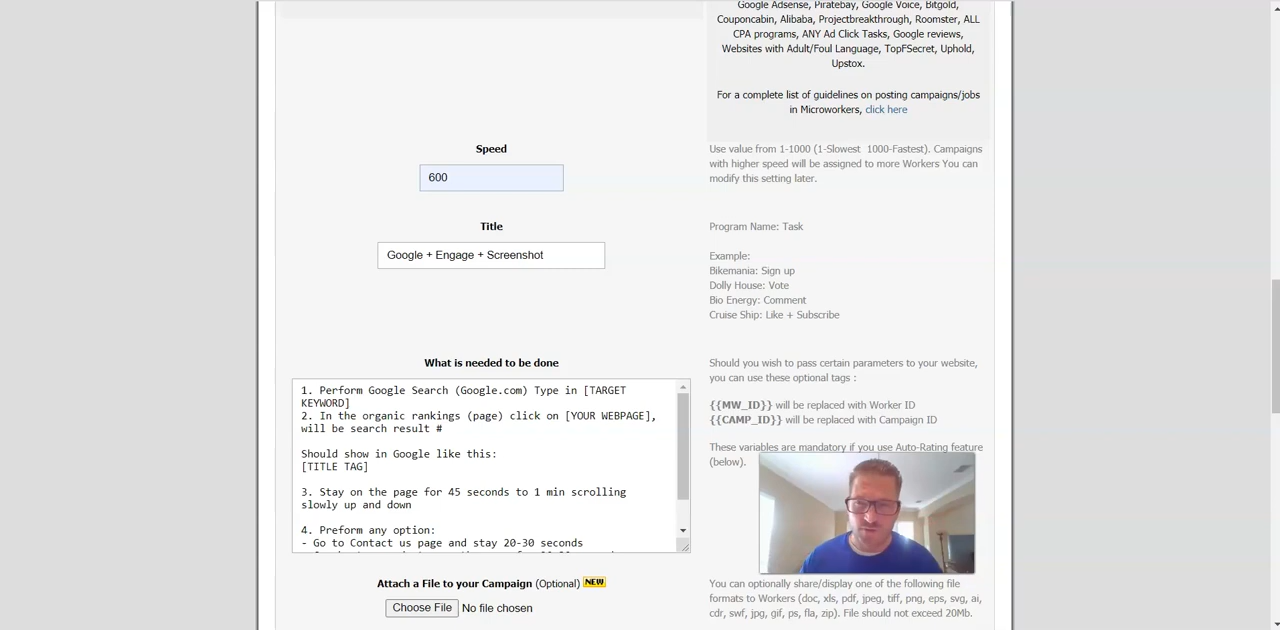 Google Adsense, Piratebay, Google Voice, Bitgold,
Couponcabin, Alibaba, Projectbreakthrough, Roomster, ALL
CPA programs, ANY Ad Click Tasks, Google reviews,
Websites with Adult/Foul Language, TopFSecret, Uphold,
Upstox.
For a complete list of guidelines on posting campaigns/jobs
in Microworkers, click here
Speed
600
Use value from 1-1000 (1-Slowest 1000-Fastest). Campaigns
with higher speed will be assigned to more Workers You can
modify this setting later.
Title
Google + Engage + Screenshot
Program Name: Task
Example:
Bikemania: Sign up
Dolly House: Vote
Bio Energy: Comment
Cruise Ship: Like + Subscribe
What is needed to be done
1. Perform Google Search (Google.com) Type in [TARGET
KEYWORD]
2. In the organic rankings (page) click on [YOUR WEBPAGE],
will be search result #
Should show in Google like this:
[TITLE TAG]
3. Stay on the page for 45 seconds to 1 min scrolling
slowly up and down
4. Preform any option:
- Go to Contact us page and stay 20-30 seconds
Should you wish to pass certain parameters to your website,
you can use these optional tags :
{{MW_ID}} will be replaced with Worker ID
{{CAMP_ID}} will be replaced with Campaign ID
These variables are mandatory if you use Auto-Rating feature
(below).
Attach a File to your Campaign (Optional) NEW
Choose File No file chosen
You can optionally share/display one of the following file
formats to Workers (doc, xls, pdf, jpeg, tiff, png, eps, svg, ai,
cdr, swf, jpg, gif, ps, fla, zip). File should not exceed 20Mb.